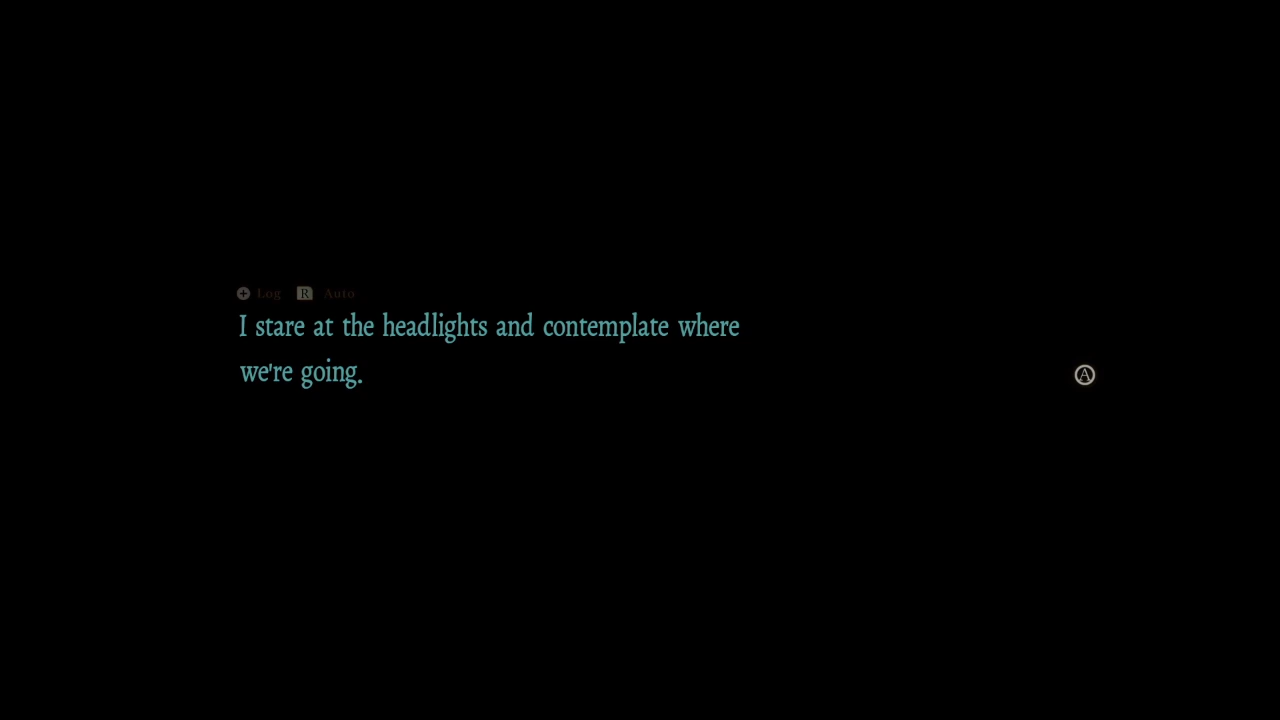 Log R Auto
I stare at the headlights and contemplate where
we're going.
A